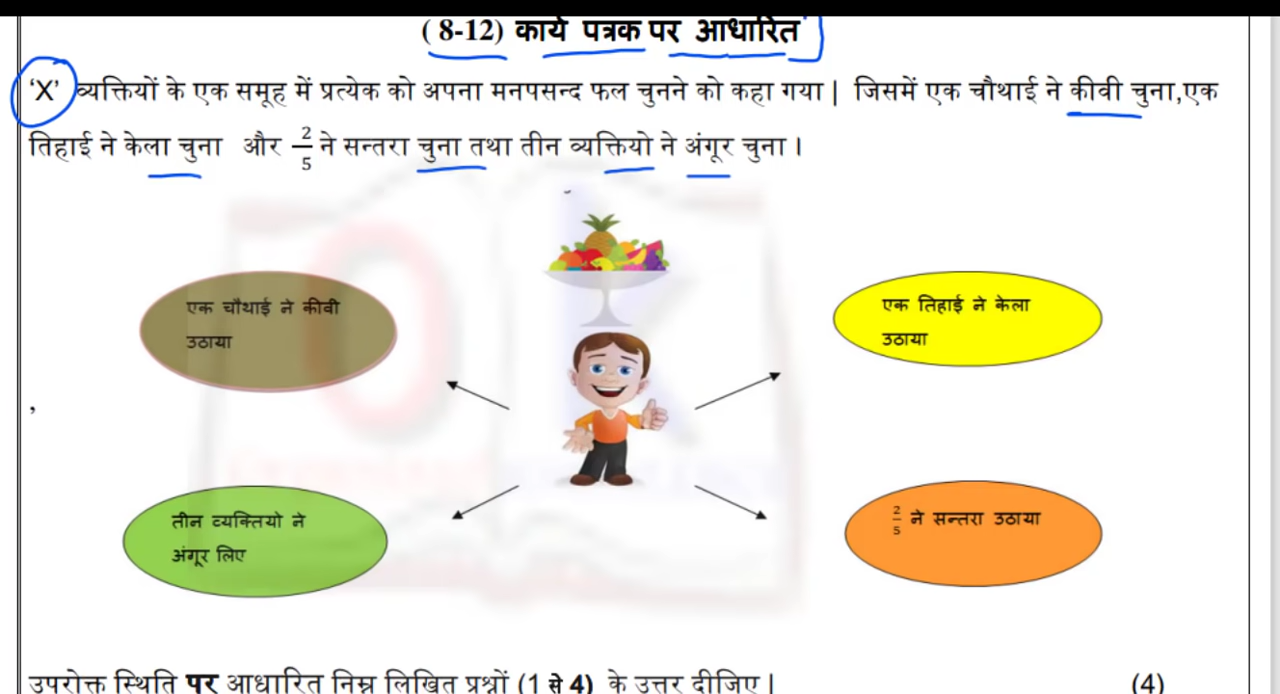 ( 8-12) कार्य पत्रक पर आधारित
‘X’ व्यक्तियों के एक समूह में प्रत्येक को अपना मनपसन्द फल चुनने को कहा गया | जिसमें एक चौथाई ने कीवी चुना,एक
तिहाई ने केला चुना और 2/5 ने सन्तरा चुना तथा तीन व्यक्तियो ने अंगूर चुना ।
एक चौथाई ने कीवी
उठाया
एक तिहाई ने केला
उठाया
,
तीन व्यक्तियो ने
अंगूर लिए
2/5 ने सन्तरा उठाया
उपरोक्त स्थिति पर आधारित निम्न लिखित प्रश्नों (1 से 4) के उत्तर दीजिए | (4)